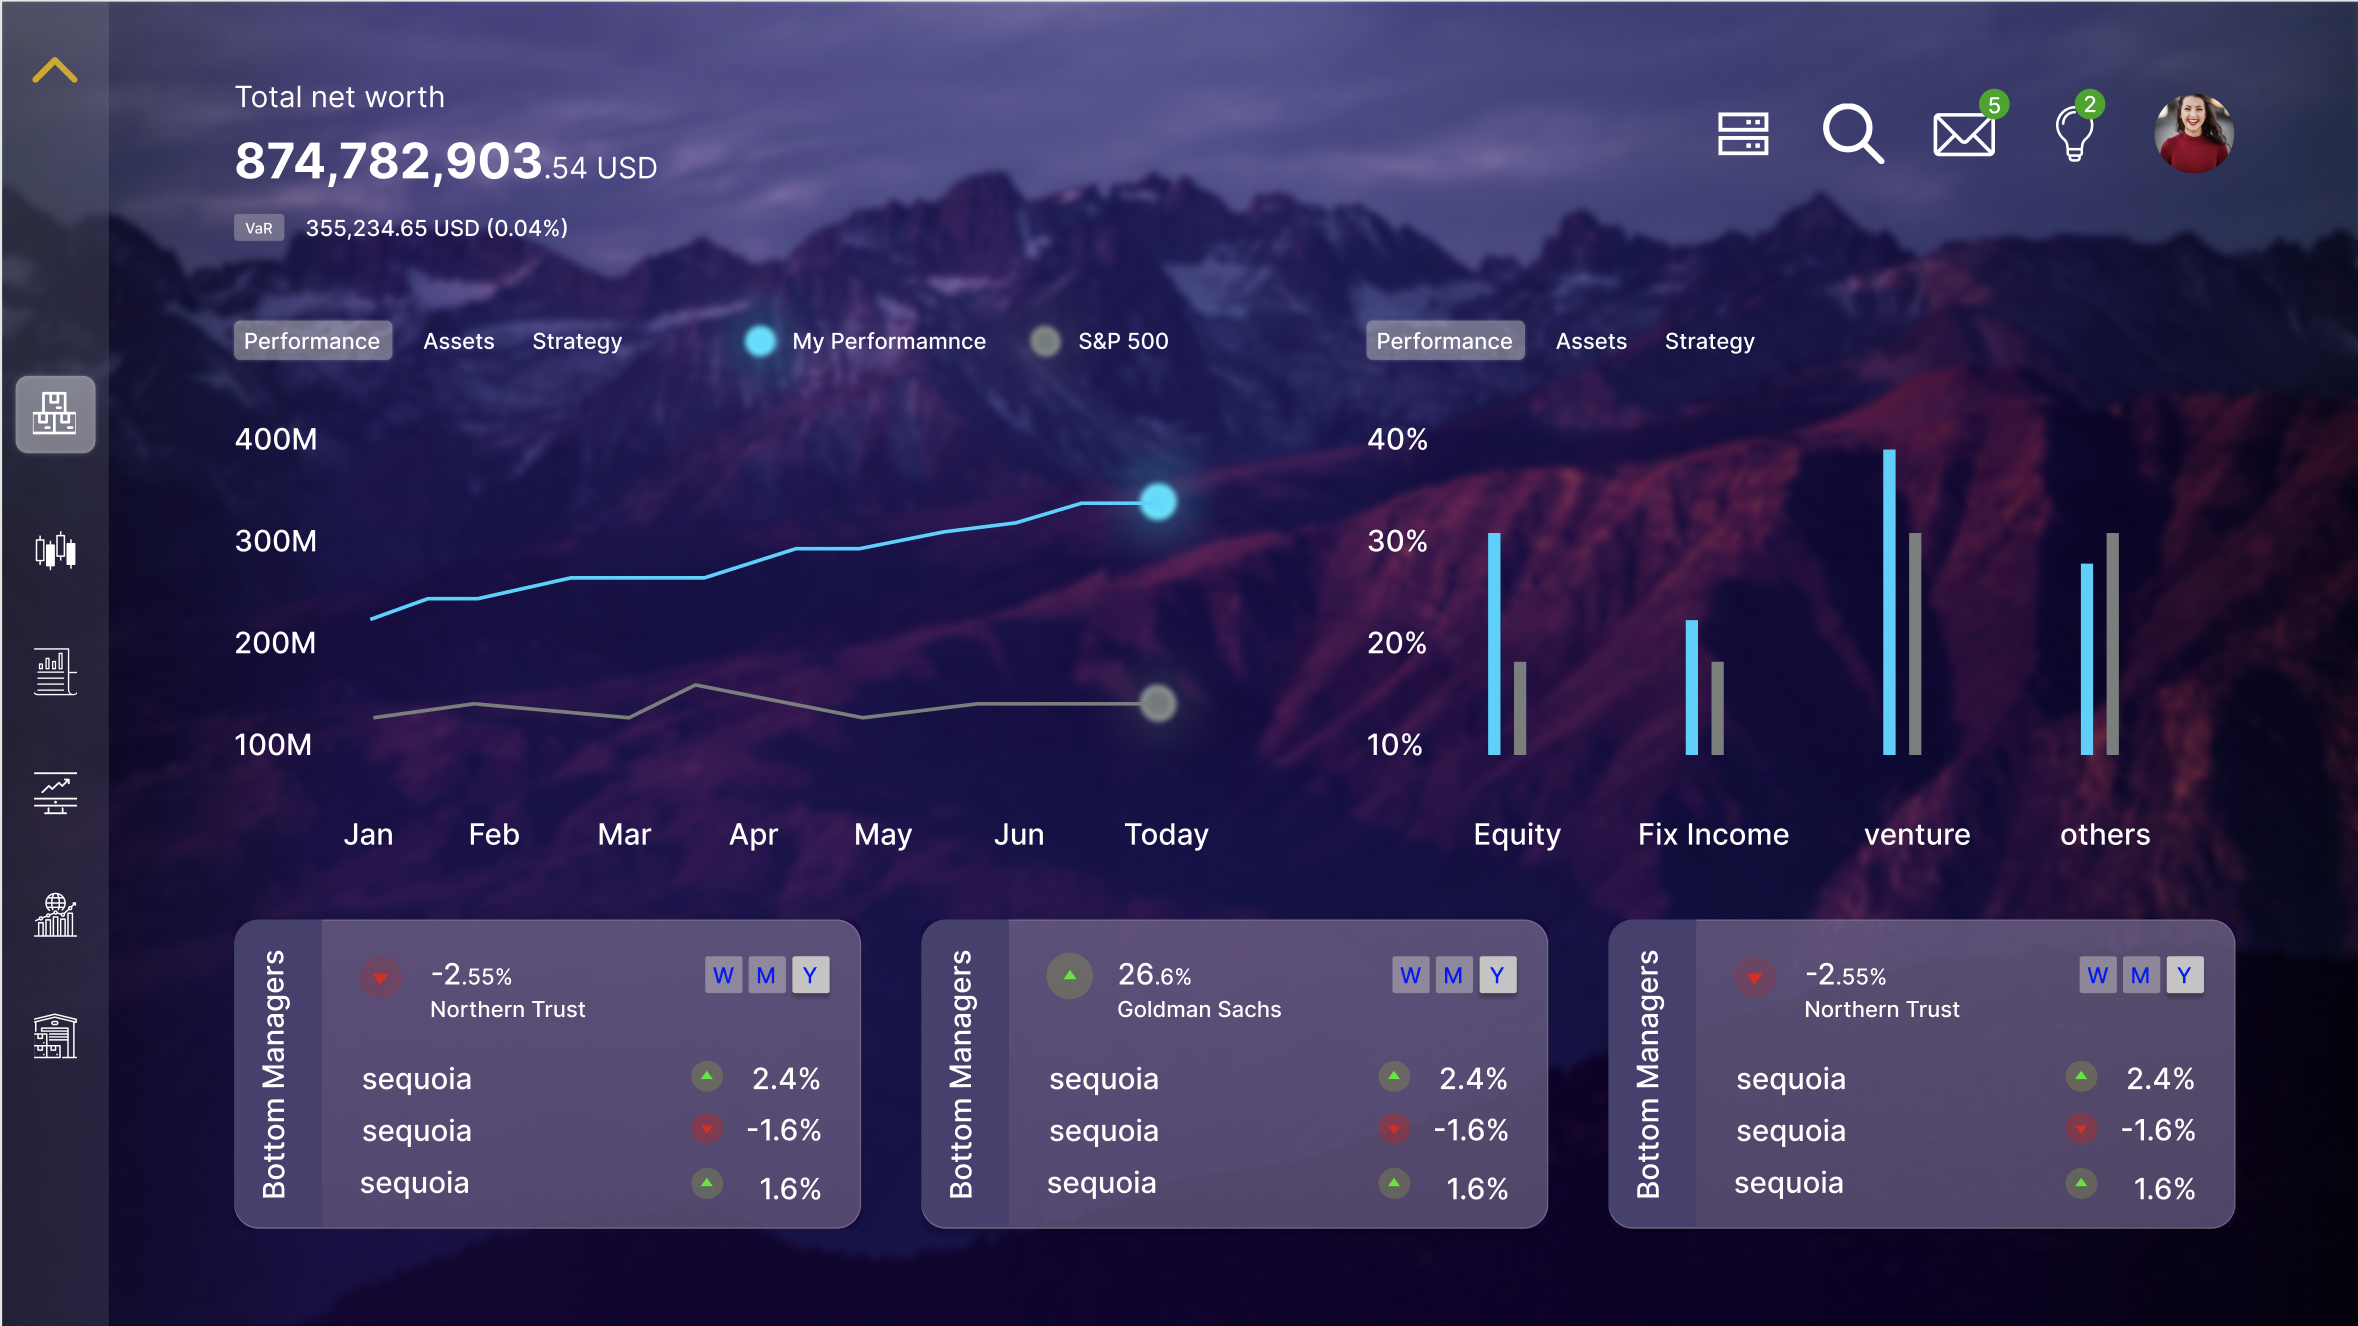 Total net worth
5
2
874,782,903.54 USD
VaR
355,234.65 USD (0.04%)
Performance
Assets
Strategy
My Performamnce
S&P 500
400M
300M
200M
100M
Jan
Feb
Mar
Apr
May
Jun
Today
Performance
Assets
Strategy
40%
30%
20%
10%
Equity
Fix Income
venture
others
Bottom Managers
-2.55%
Northern Trust
W
M
Y
sequoia
2.4%
sequoia
-1.6%
sequoia
1.6%
Bottom Managers
26.6%
Goldman Sachs
W
M
Y
sequoia
2.4%
sequoia
-1.6%
sequoia
1.6%
Bottom Managers
-2.55%
Northern Trust
W
M
Y
sequoia
2.4%
sequoia
-1.6%
sequoia
1.6%